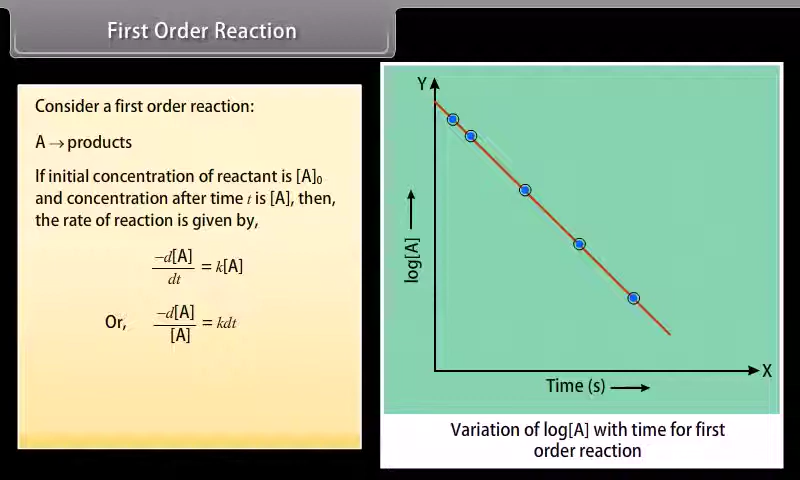 First Order Reaction
Consider a first order reaction:
A → products
If initial concentration of reactant is [A]₀
and concentration after time t is [A], then,
the rate of reaction is given by,
−d[A]/dt = k[A]
Or, −d[A]/[A] = kdt
Y
log[A]
X
Time (s)
Variation of log[A] with time for first
order reaction